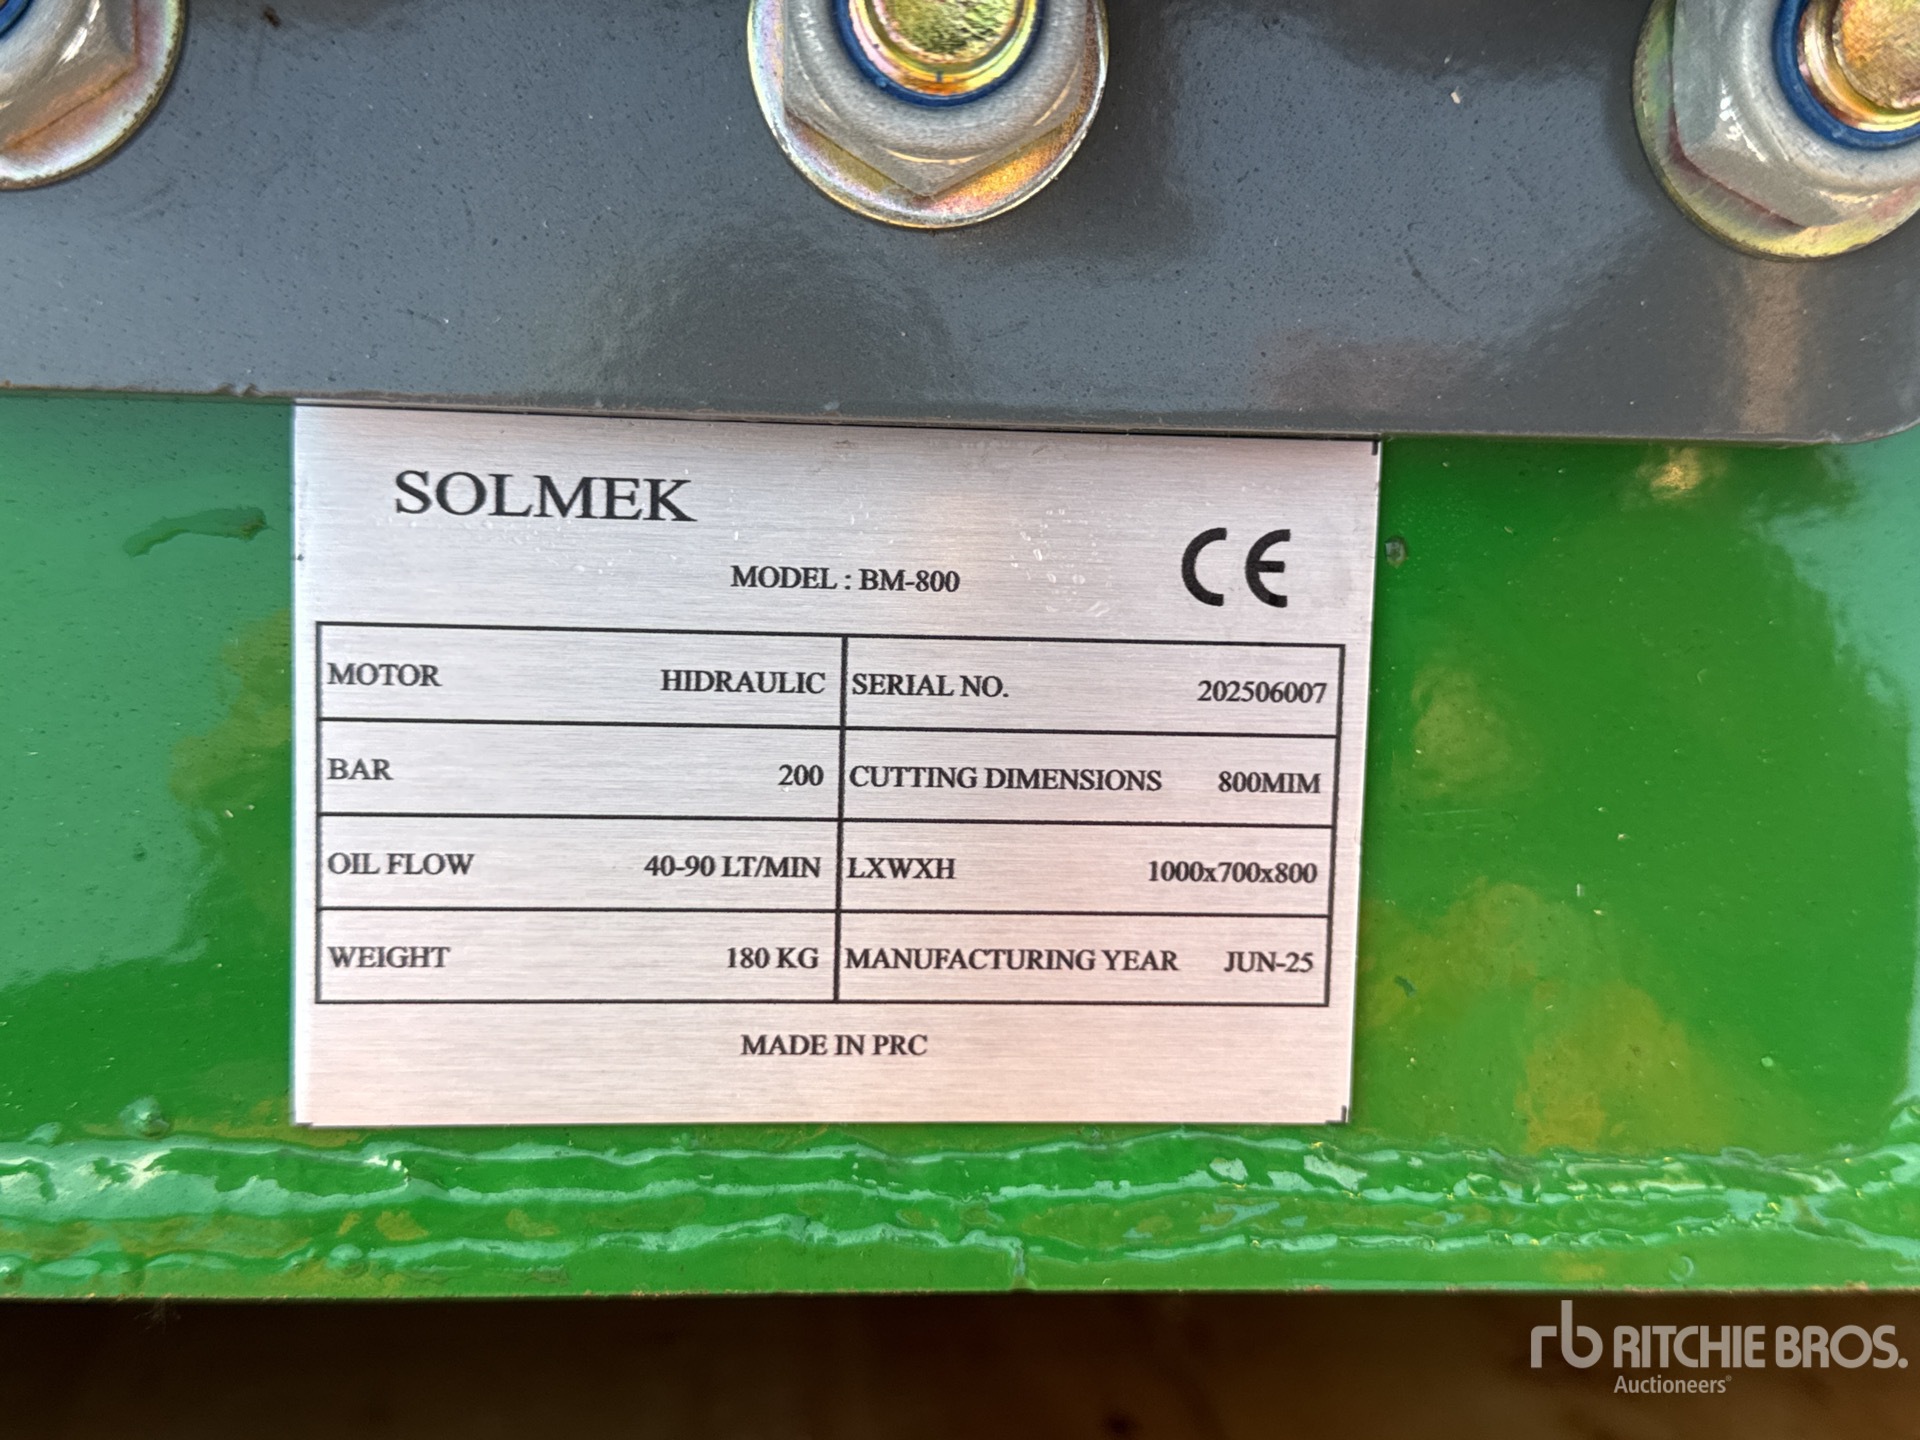 SOLMEK
CE
MODEL : BM-800
MOTOR HIDRAULIC SERIAL NO. 202506007
BAR 200 CUTTING DIMENSIONS 800MIM
OIL FLOW 40-90 LT/MIN LXWXH 1000x700x800
WEIGHT 180 KG MANUFACTURING YEAR JUN-25
MADE IN PRC
rb RITCHIE BROS.
Auctioneers®